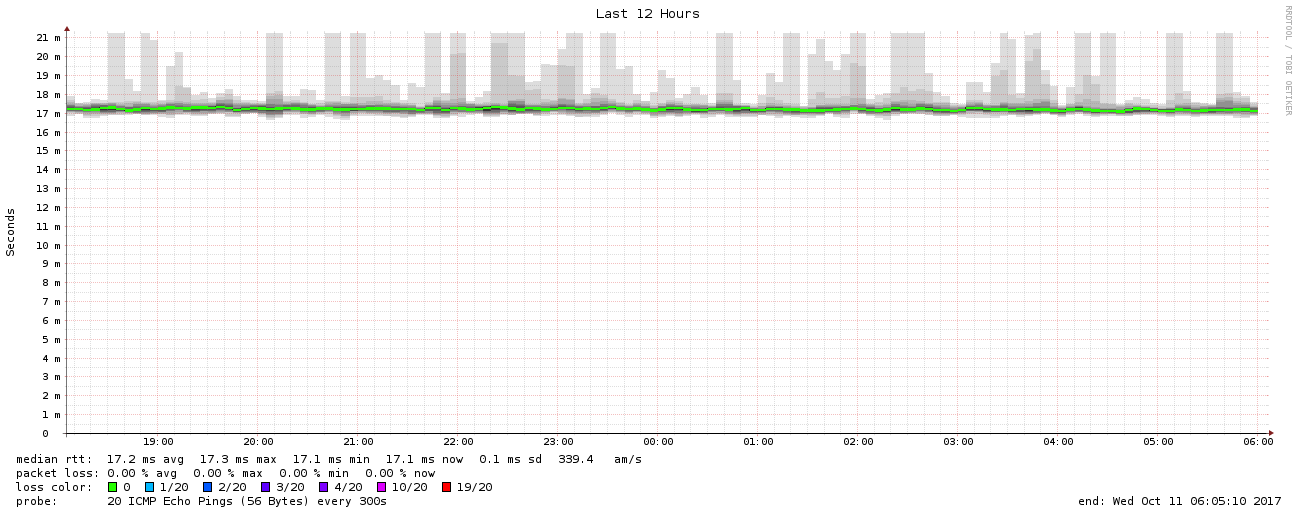 Last 12 Hours
RRDTOOL / TOBI OETIKER
21 m
20 m
19 m
18 m
17 m
16 m
15 m
14 m
13 m
12 m
11 m
10 m
9 m
8 m
7 m
6 m
5 m
4 m
3 m
2 m
1 m
0
Seconds
19:00 20:00 21:00 22:00 23:00 00:00 01:00 02:00 03:00 04:00 05:00 06:00
median rtt: 17.2 ms avg 17.3 ms max 17.1 ms min 17.1 ms now 0.1 ms sd 339.4 am/s
packet loss: 0.00 % avg 0.00 % max 0.00 % min 0.00 % now
loss color: 0 1/20 2/20 3/20 4/20 10/20 19/20
probe: 20 ICMP Echo Pings (56 Bytes) every 300s end: Wed Oct 11 06:05:10 2017